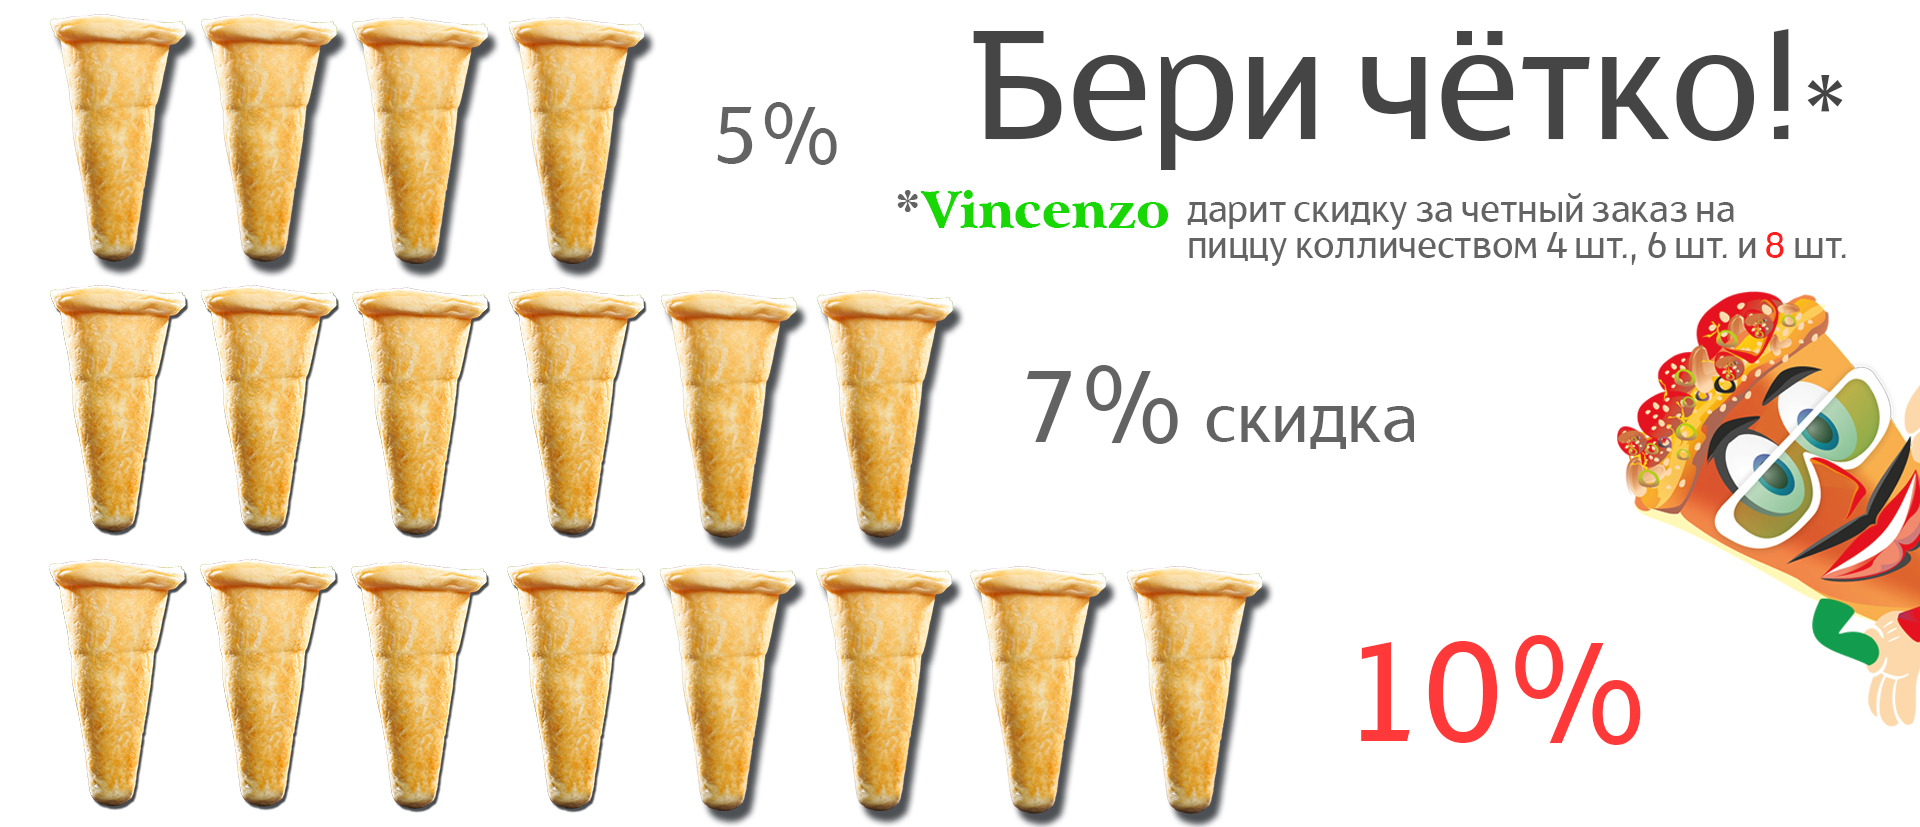 Бери чётко!*
5%
*Vincenzo дарит скидку за четный заказ на
пиццу колличеством 4 шт., 6 шт. и 8 шт.
7% скидка
10%